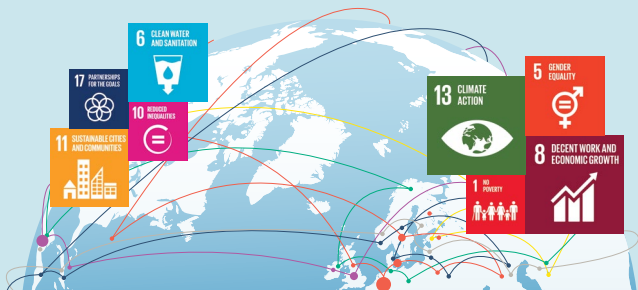 6 CLEAN WATER
AND SANITATION
17 PARTNERSHIPS
FOR THE GOALS
10 REDUCED
INEQUALITIES
11 SUSTAINABLE CITIES
AND COMMUNITIES
13 CLIMATE
ACTION
5 GENDER
EQUALITY
8 DECENT WORK AND
ECONOMIC GROWTH
1 NO
POVERTY